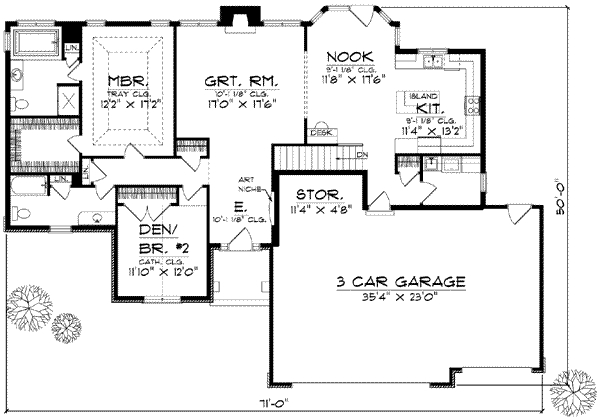 LIN.
MBR.
TRAY CLG.
12'2" X 17'2"
GRT. RM.
10'-1 1/8" CLG.
17'0" X 17'6"
NOOK
9'-1 1/8" CLG.
11'8" X 17'6"
ISLAND
KIT.
9'-1 1/8" CLG.
11'4" X 13'2"
DESK
DN
LIN.
LIN.
ART
NICHE
E.
10'-1 1/8" CLG.
STOR.
11'4" X 4'8"
DEN/
BR. #2
CATH. CLG.
11'10" X 12'0"
3 CAR GARAGE
35'4" X 23'0"
50'-0"
71'-0"